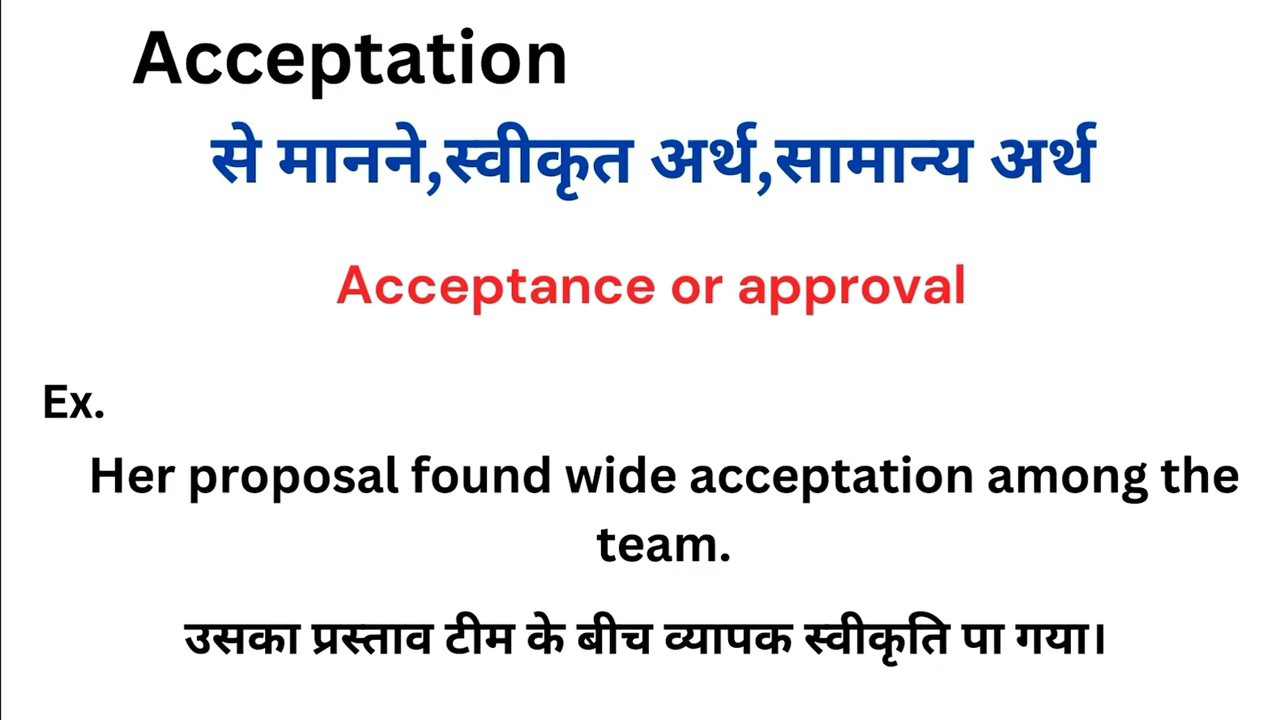 Acceptation
से मानने,स्वीकृत अर्थ,सामान्य अर्थ
Acceptance or approval
Ex.
Her proposal found wide acceptation among the
team.
उसका प्रस्ताव टीम के बीच व्यापक स्वीकृति पा गया।